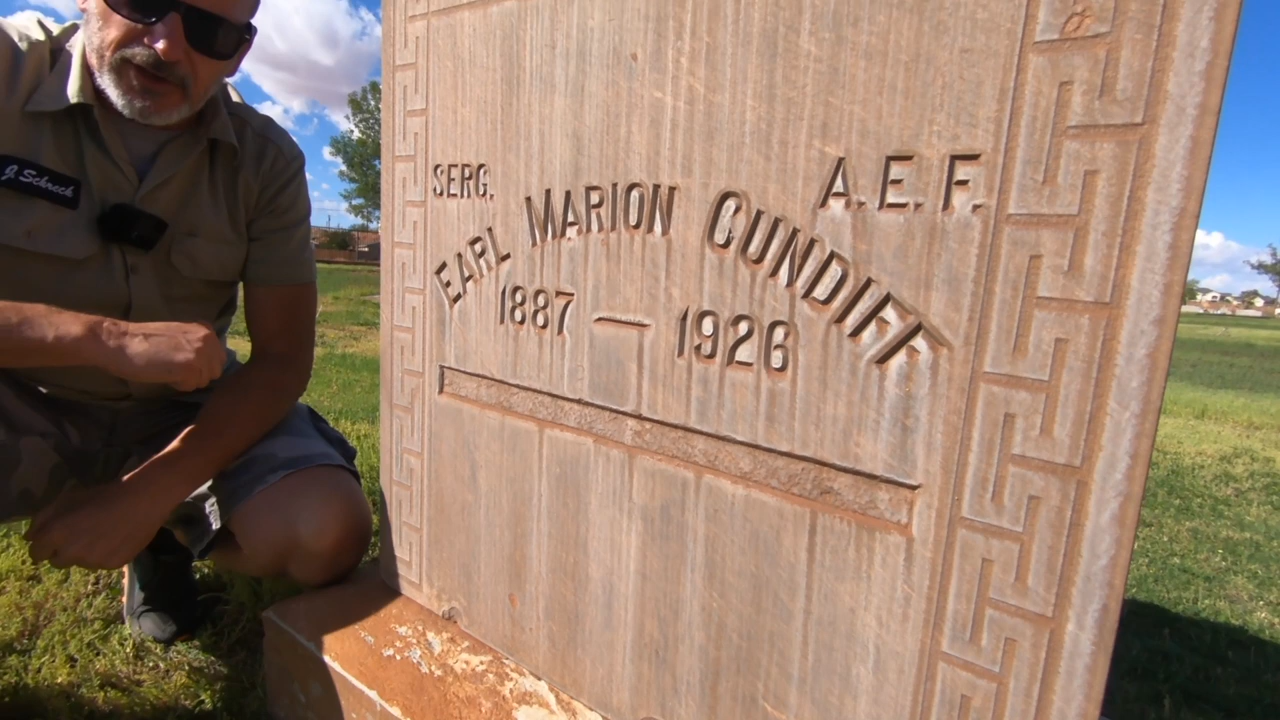 J. Schreck
SERG. A.E.F.
EARL MARION CUNDIFF
1887 — 1926